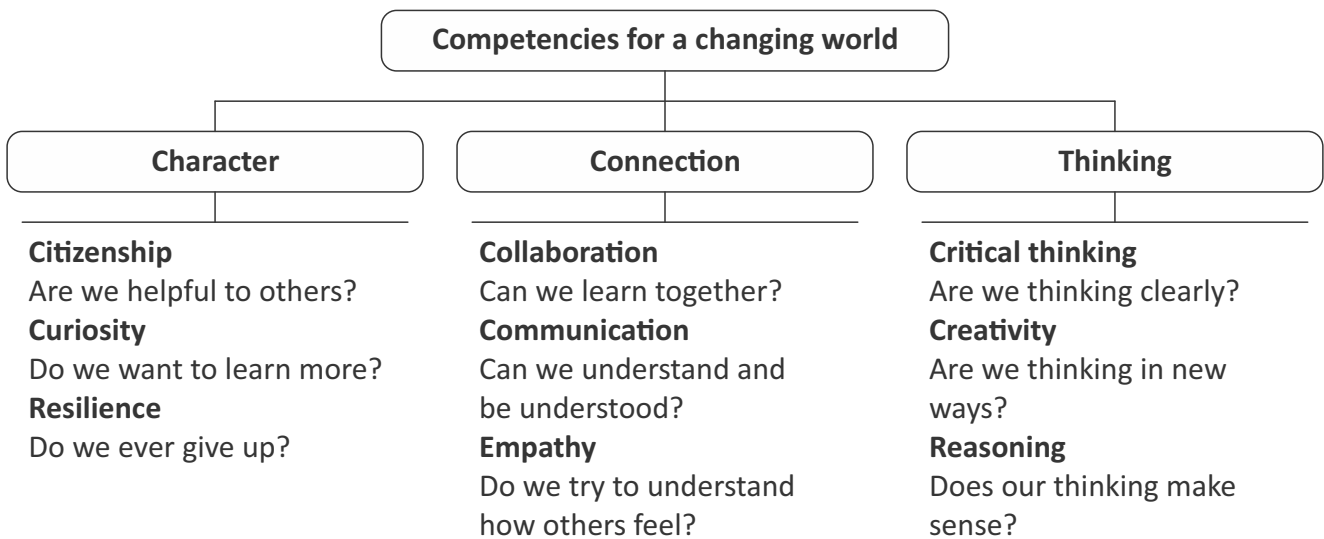 Competencies for a changing world
Character
Citizenship
Are we helpful to others?
Curiosity
Do we want to learn more?
Resilience
Do we ever give up?
Connection
Collaboration
Can we learn together?
Communication
Can we understand and
be understood?
Empathy
Do we try to understand
how others feel?
Thinking
Critical thinking
Are we thinking clearly?
Creativity
Are we thinking in new
ways?
Reasoning
Does our thinking make
sense?